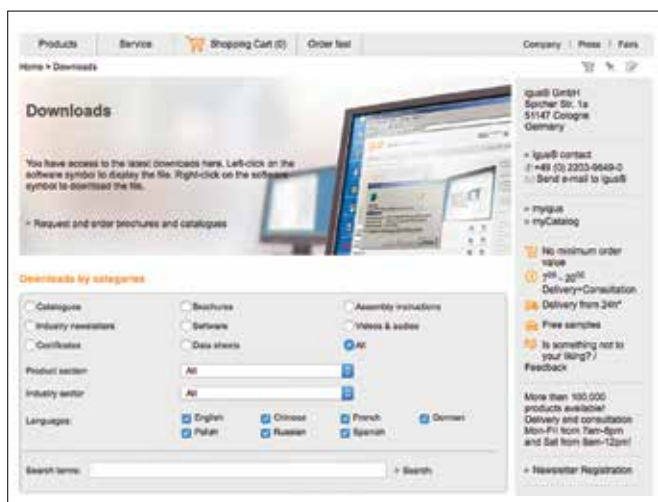 Products Service Shopping Cart (0) Order fast Company | Press | Fairs
Home > Downloads
Downloads
You have access to the latest downloads here. Left-click on the
software symbol to display the file. Right-click on the software
symbol to download the file.
» Request and order brochures and catalogues
igus® GmbH
Spicher Str. 1a
51147 Cologne
Germany
» igus® contact
+49 (0) 2203-9649-0
Send e-mail to igus®
» myigus
» myCatalog
No minimum order
value
7⁰⁰ - 20⁰⁰
Delivery+Consultation
Delivery from 24h*
Free samples
Is something not to
your liking? /
Feedback
More than 100,000
products available!
Delivery and consultation
Mon-Fri from 7am-8pm
and Sat from 8am-12pm!
» Newsletter Registration
Downloads by categories
Catalogues Brochures Assembly instructions
Industry newsletters Software Videos & audios
Certificates Data sheets All
Product section All
Industry sector All
Languages: English Chinese French German
Polish Russian Spanish
Search terms: » Search